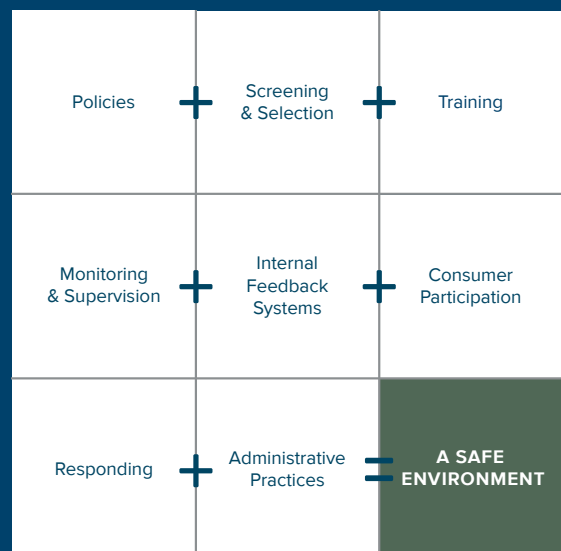 Policies
+
Screening
& Selection
+
Training
Monitoring
& Supervision
+
Internal
Feedback
Systems
+
Consumer
Participation
Responding
+
Administrative
Practices
=
A SAFE
ENVIRONMENT